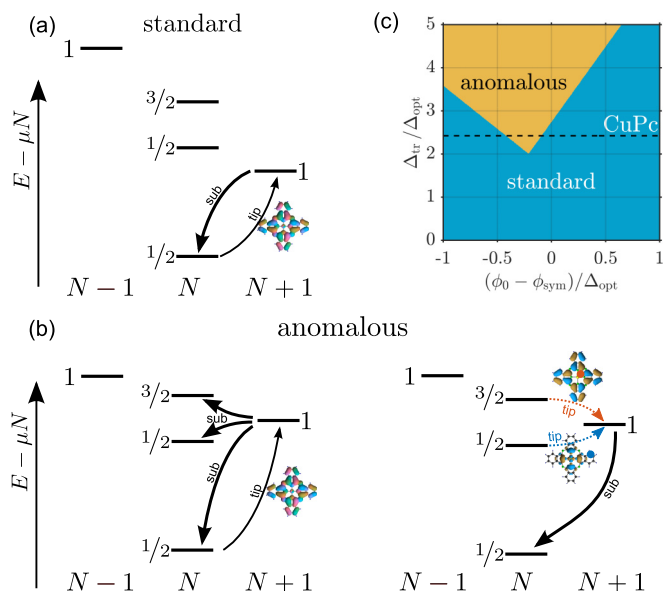 (a) standard
1
3/2
1/2
1
sub
tip
1/2
E − μN
N − 1 N N + 1
(c)
5
4
3
2
1
0
Δtr/Δopt
anomalous
CuPc
standard
-1 -0.5 0 0.5 1
(ϕ0 − ϕsym)/Δopt
(b) anomalous
1
3/2
1/2
1
sub
sub
sub
tip
1/2
E − μN
N − 1 N N + 1
1
3/2
1/2
1
tip
tip
sub
1/2
N − 1 N N + 1